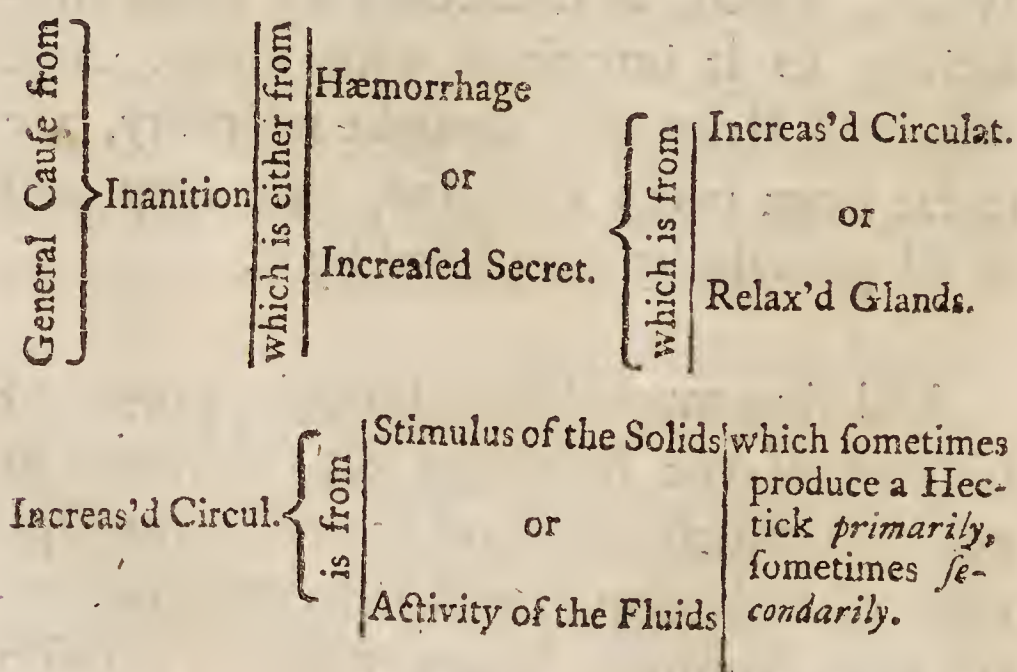 General Cauſe from
Inanition
which is either from
Hæmorrhage
or
Increaſed Secret.
which is from
Increas'd Circulat.
or
Relax'd Glands.
Increas'd Circul.
is from
Stimulus of the Solids
or
Activity of the Fluids
which ſometimes
produce a Hec-
tick primarily,
ſometimes ſe-
condarily.